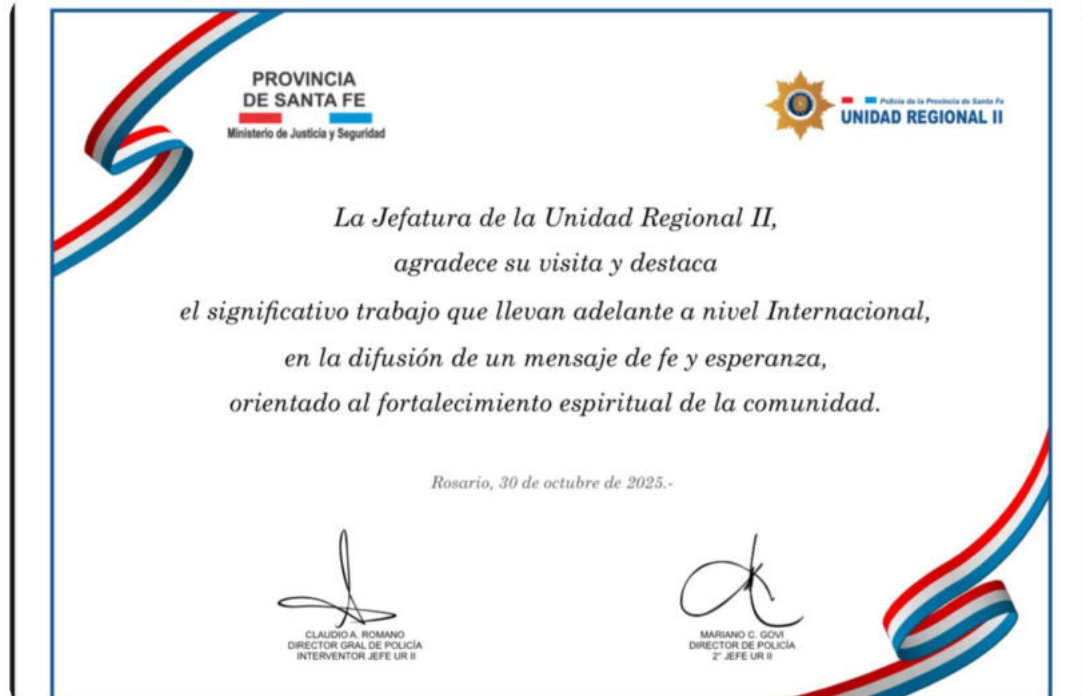 PROVINCIA
DE SANTA FE
Ministerio de Justicia y Seguridad
Policía de la Provincia de Santa Fe
UNIDAD REGIONAL II
La Jefatura de la Unidad Regional II,
agradece su visita y destaca
el significativo trabajo que llevan adelante a nivel Internacional,
en la difusión de un mensaje de fe y esperanza,
orientado al fortalecimiento espiritual de la comunidad.
Rosario, 30 de octubre de 2025.-
CLAUDIO A. ROMANO
DIRECTOR GRAL DE POLICÍA
INTERVENTOR JEFE UR II
MARIANO C. GOVI
DIRECTOR DE POLICÍA
2° JEFE UR II